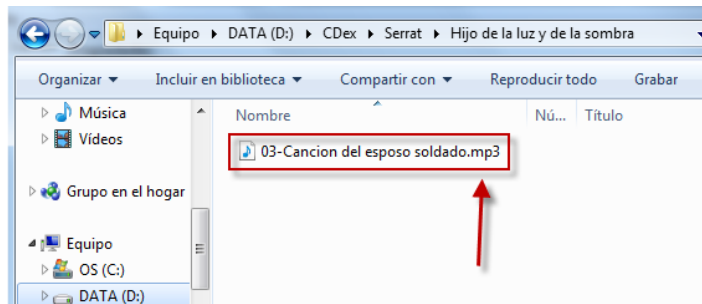 Equipo DATA (D:) CDex Serrat Hijo de la luz y de la sombra
Organizar Incluir en biblioteca Compartir con Reproducir todo Grabar
Música
Vídeos
Grupo en el hogar
Equipo
OS (C:)
DATA (D:)
Nombre Nú... Título
03-Cancion del esposo soldado.mp3